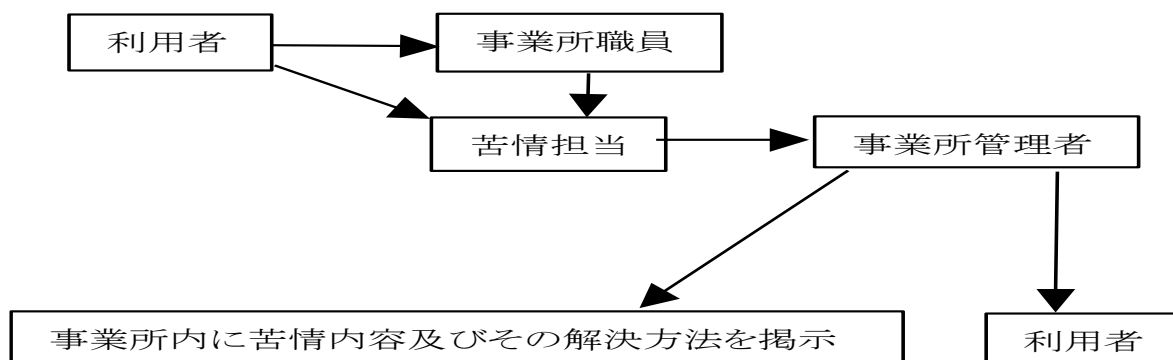 利用者
事業所職員
苦情担当
事業所管理者
事業所内に苦情内容及びその解決方法を掲示
利用者